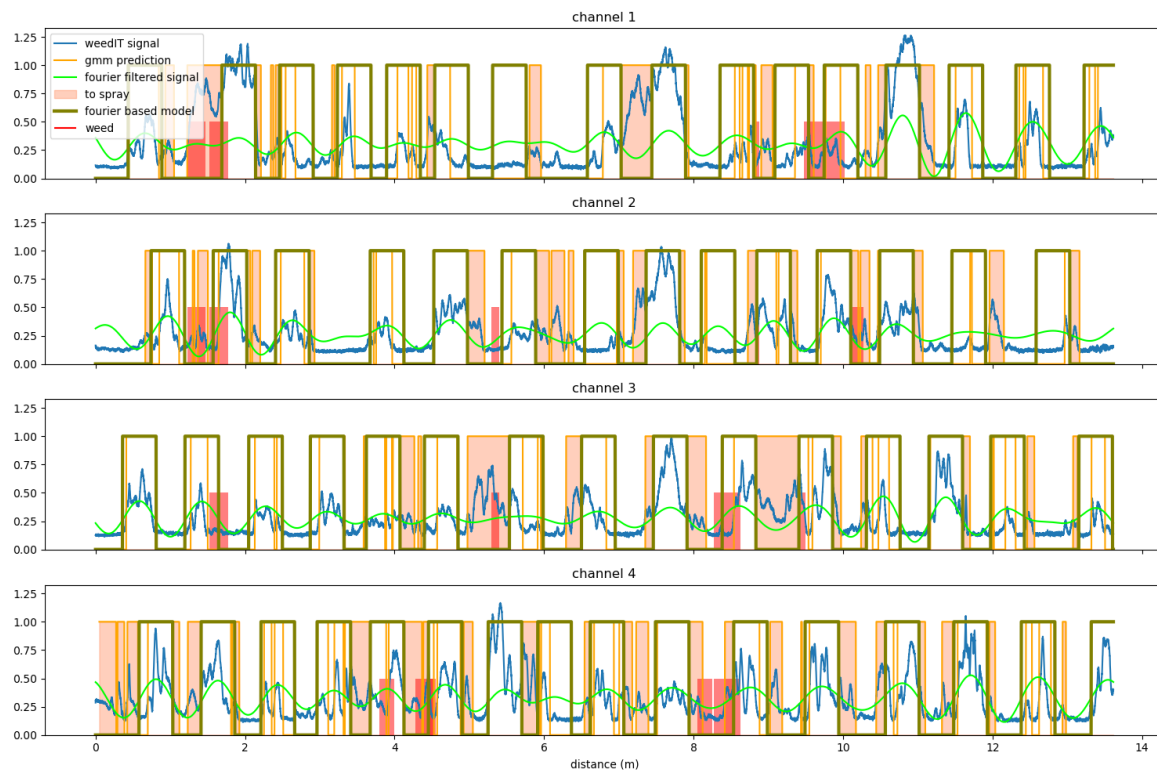 channel 1
1.25
1.00
0.75
0.50
0.25
0.00
weedIT signal
gmm prediction
fourier filtered signal
to spray
fourier based model
weed
channel 2
1.25
1.00
0.75
0.50
0.25
0.00
channel 3
1.25
1.00
0.75
0.50
0.25
0.00
channel 4
1.25
1.00
0.75
0.50
0.25
0.00
0 2 4 6 8 10 12 14
distance (m)